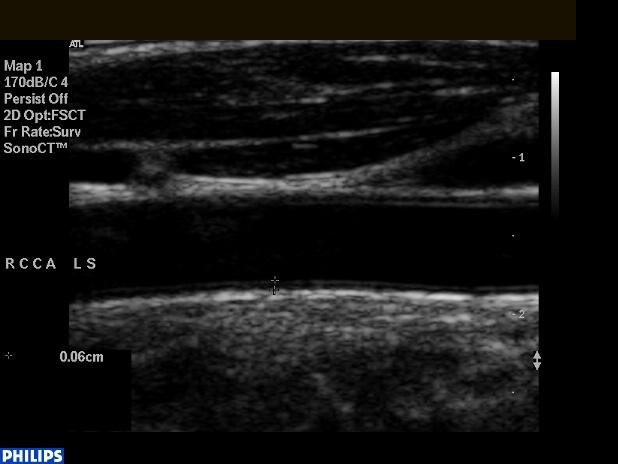 ATL
Map 1
170dB/C 4
Persist Off
2D Opt:FSCT
Fr Rate:Surv
SonoCT™
- 1
RCCA LS
- 2
0.06cm
PHILIPS